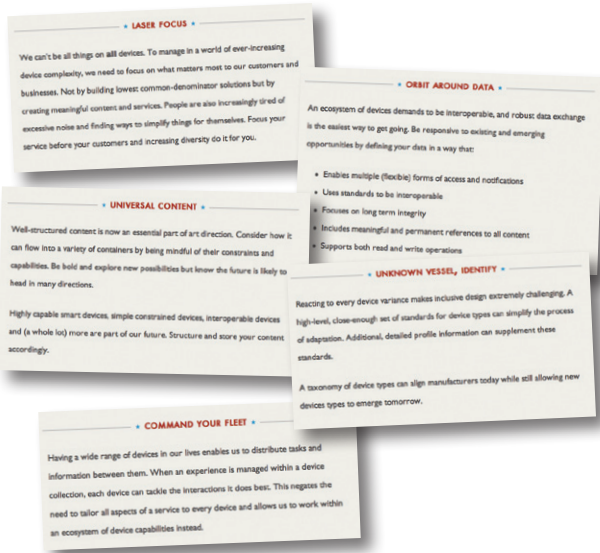 LASER FOCUS
We can't be all things on all devices. To manage in a world of ever-increasing
device complexity, we need to focus on what matters most to our customers and
businesses. Not by building lowest common-denominator solutions but by
creating meaningful content and services. People are also increasingly tired of
excessive noise and finding ways to simplify things for themselves. Focus your
service before your customers and increasing diversity do it for you.
ORBIT AROUND DATA
An ecosystem of devices demands to be interoperable, and robust data exchange
is the easiest way to get going. Be responsive to existing and emerging
opportunities by defining your data in a way that:
• Enables multiple (flexible) forms of access and notifications
• Uses standards to be interoperable
• Focuses on long term integrity
• Includes meaningful and permanent references to all content
• Supports both read and write operations
UNIVERSAL CONTENT
Well-structured content is now an essential part of art direction. Consider how it
can flow into a variety of containers by being mindful of their constraints and
capabilities. Be bold and explore new possibilities but know the future is likely to
head in many directions.
Highly capable smart devices, simple constrained devices, interoperable devices
and (a whole lot) more are part of our future. Structure and store your content
accordingly.
UNKNOWN VESSEL, IDENTIFY
Reacting to every device variance makes inclusive design extremely challenging. A
high-level, close-enough set of standards for device types can simplify the process
of adaptation. Additional, detailed profile information can supplement these
standards.
A taxonomy of device types can align manufacturers today while still allowing new
devices types to emerge tomorrow.
COMMAND YOUR FLEET
Having a wide range of devices in our lives enables us to distribute tasks and
information between them. When an experience is managed within a device
collection, each device can tackle the interactions it does best. This negates the
need to tailor all aspects of a service to every device and allows us to work within
an ecosystem of device capabilities instead.